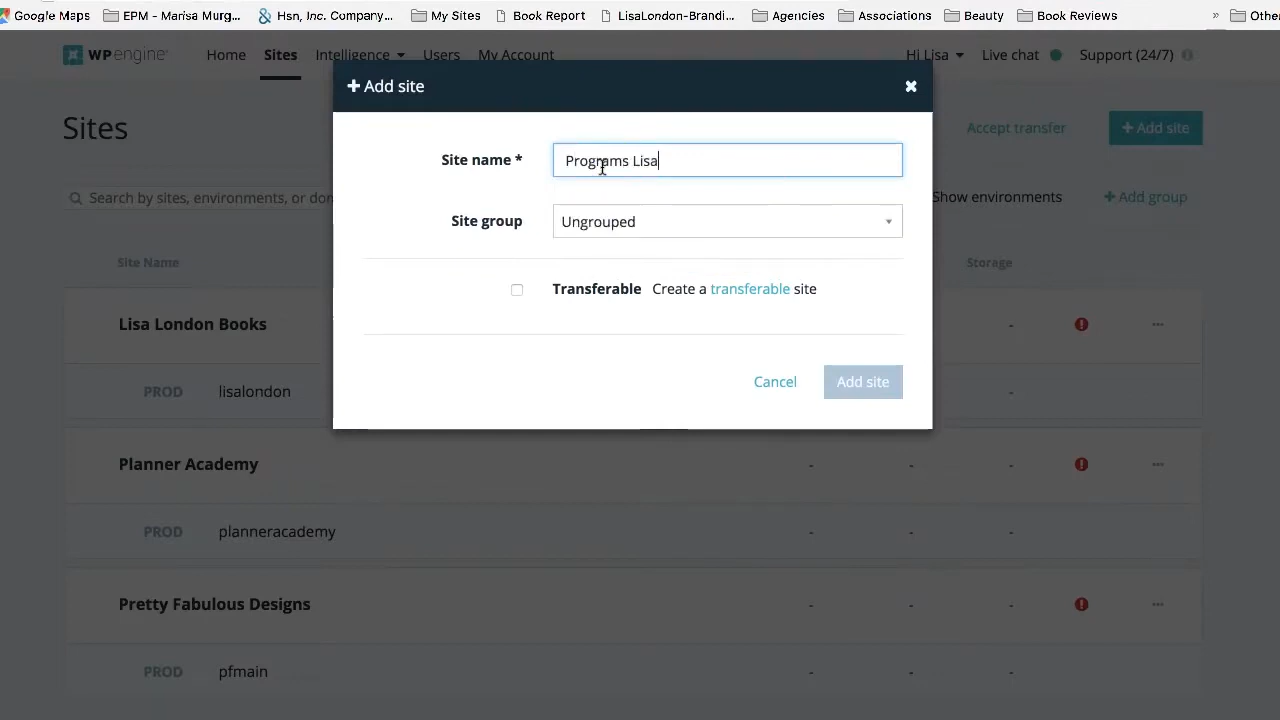 Google Maps EPM - Marisa Murg... Hsn, Inc. Company... My Sites Book Report LisaLondon-Brandi... Agencies Associations Beauty Book Reviews » Othe
WP engine Home Sites Intelligence Users My Account Hi Lisa Live chat Support (24/7)
+ Add site
Sites Accept transfer + Add site
Site name * Programs Lisa
Search by sites, environments, or don Show environments + Add group
Site group Ungrouped
Site Name Storage
Transferable Create a transferable site
Lisa London Books -
Cancel Add site
PROD lisalondon -
Planner Academy - - -
PROD planneracademy - - -
Pretty Fabulous Designs - - -
PROD pfmain - - -